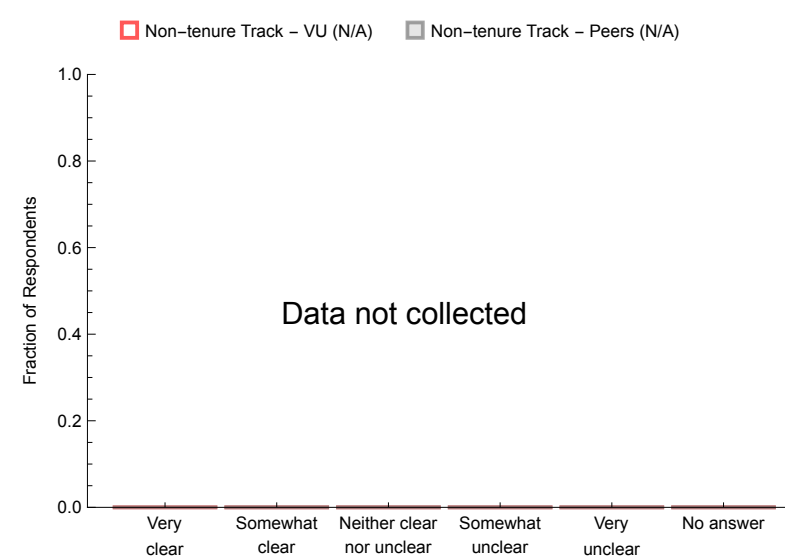 Non−tenure Track − VU (N/A) Non−tenure Track − Peers (N/A)
1.0
0.8
0.6
0.4
0.2
0.0
Fraction of Respondents
Data not collected
Very clear
Somewhat clear
Neither clear nor unclear
Somewhat unclear
Very unclear
No answer